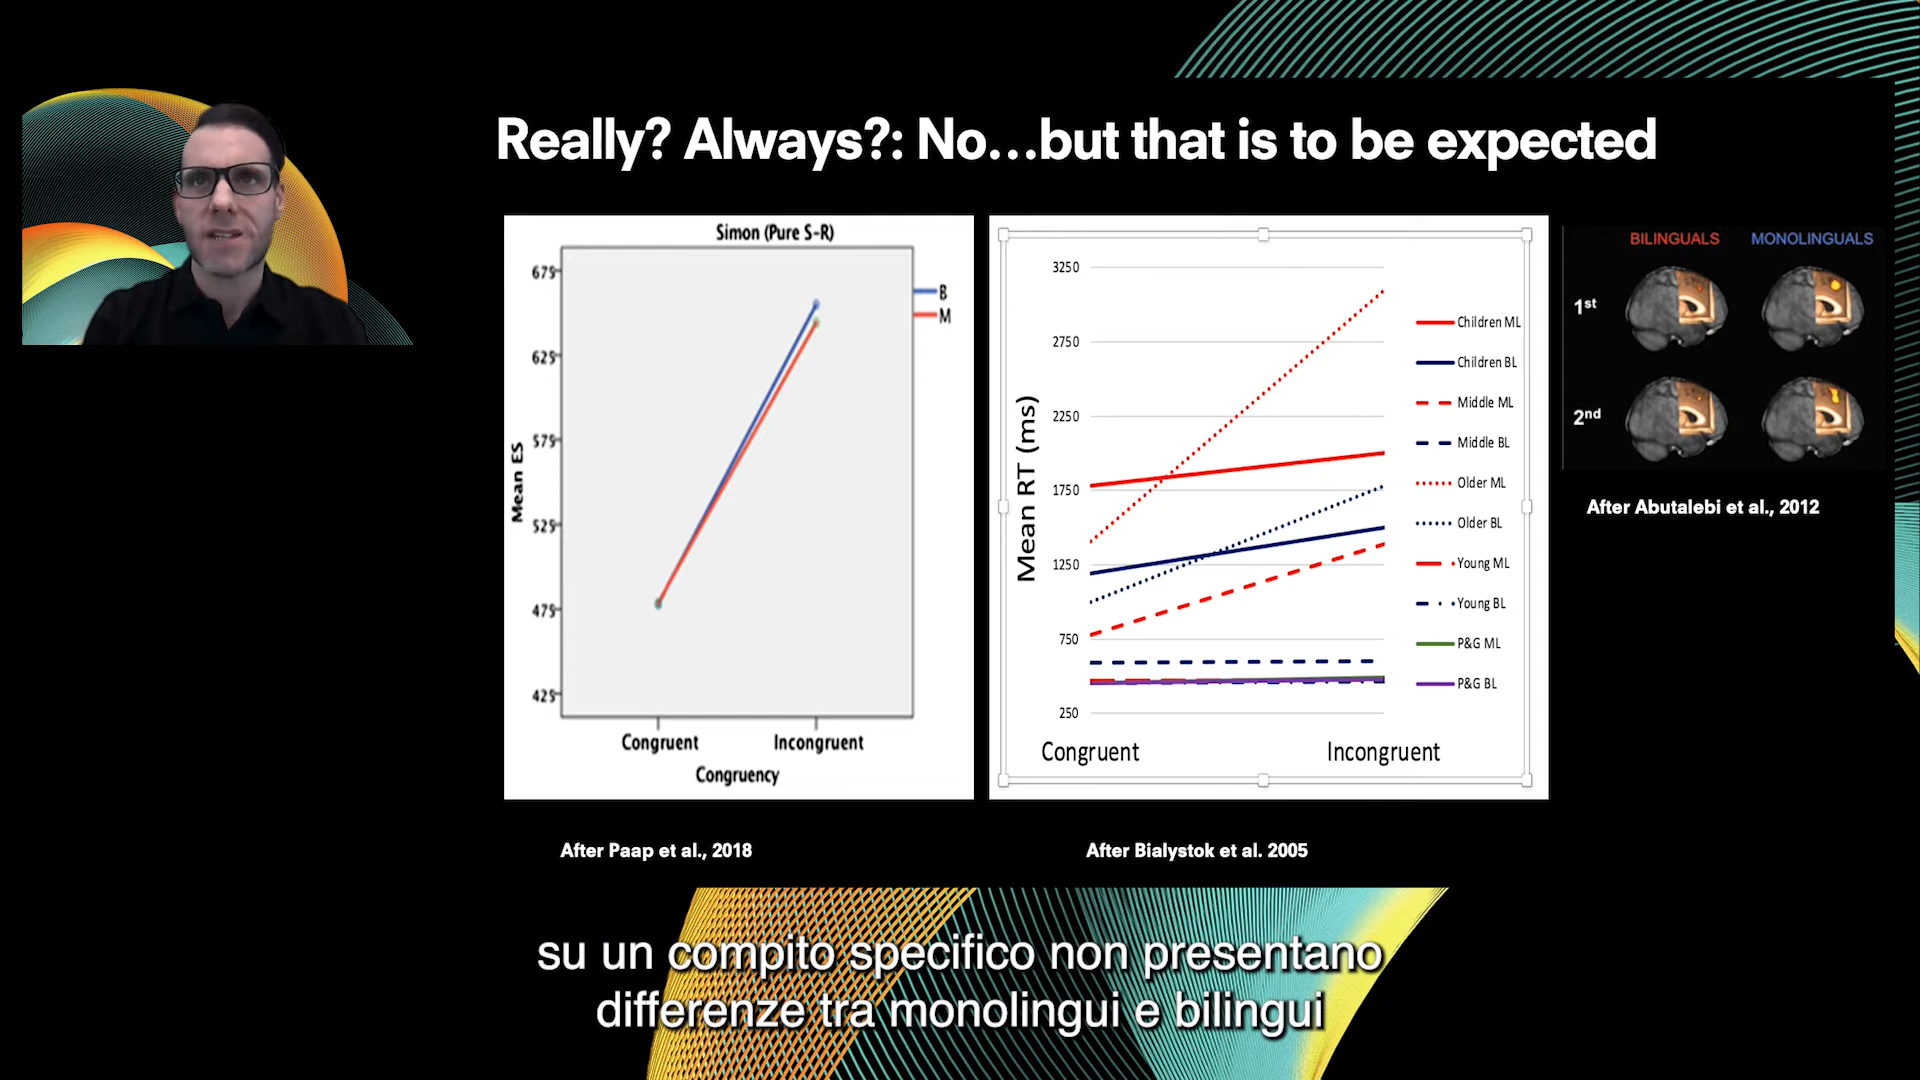 Really? Always?: No...but that is to be expected
Simon (Pure S-R)
675
625
575
525
475
425
Mean ES
B
M
Congruent
Incongruent
Congruency
After Paap et al., 2018
3250
2750
2250
1750
1250
750
250
Mean RT (ms)
Congruent
Incongruent
Children ML
Children BL
Middle ML
Middle BL
Older ML
Older BL
Young ML
Young BL
P&G ML
P&G BL
After Bialystok et al. 2005
BILINGUALS
MONOLINGUALS
1st
2nd
After Abutalebi et al., 2012
su un compito specifico non presentano
differenze tra monolingui e bilingui